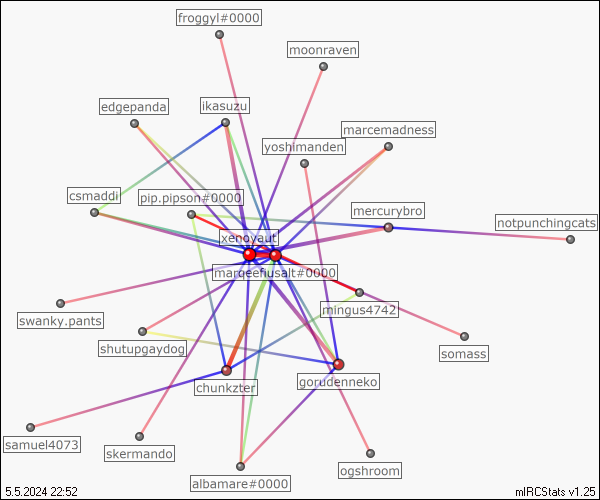 froggyl#0000
moonraven
edgepanda
ikasuzu
marcemadness
yoshimanden
csmaddi
pip.pipson#0000
mercurybro
notpunchingcats
xenoyaut
marqeefiusalt#0000
mingus4742
swanky.pants
shutupgaydog
somass
chunkzter
gorudenneko
samuel4073
skermando
albamare#0000
ogshroom
5.5.2024 22:52
mIRCStats v1.25